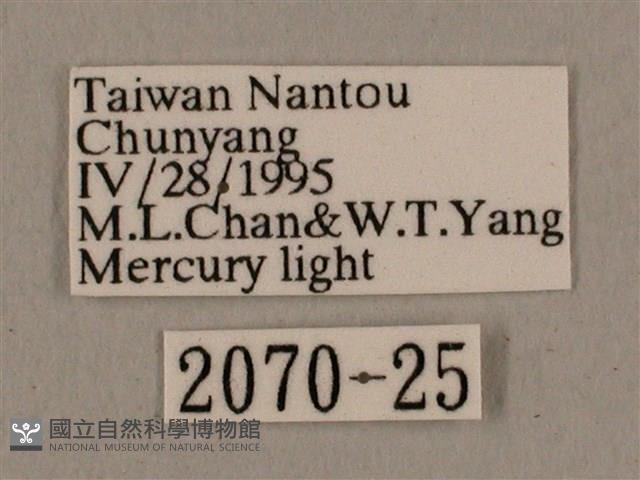 Taiwan Nantou
Chunyang
IV/28/1995
M.L.Chan&W.T.Yang
Mercury light
2070-25
國立自然科學博物館
NATIONAL MUSEUM OF NATURAL SCIENCE